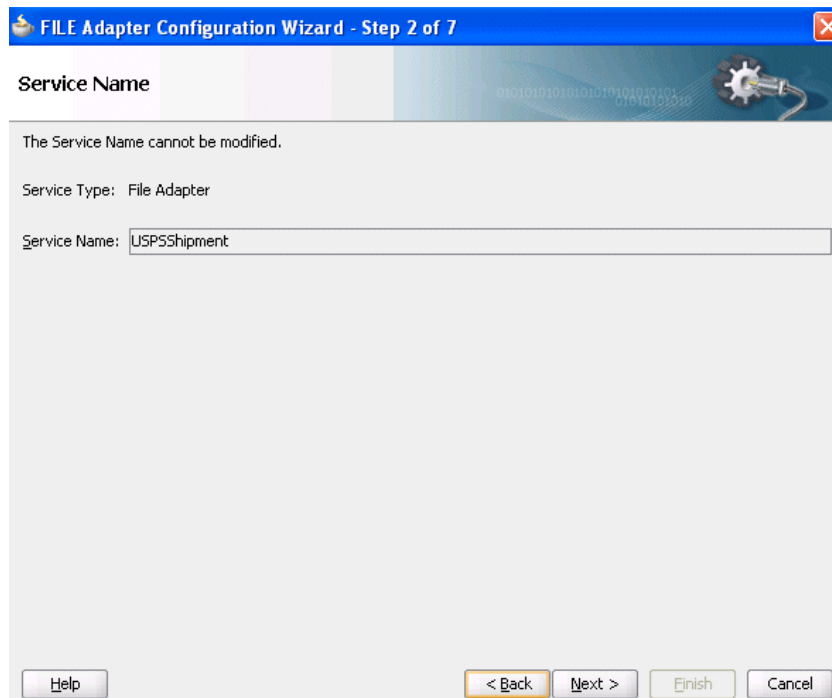 FILE Adapter Configuration Wizard - Step 2 of 7
Service Name
The Service Name cannot be modified.
Service Type: File Adapter
Service Name: USPSShipment
Help
< Back
Next >
Finish
Cancel